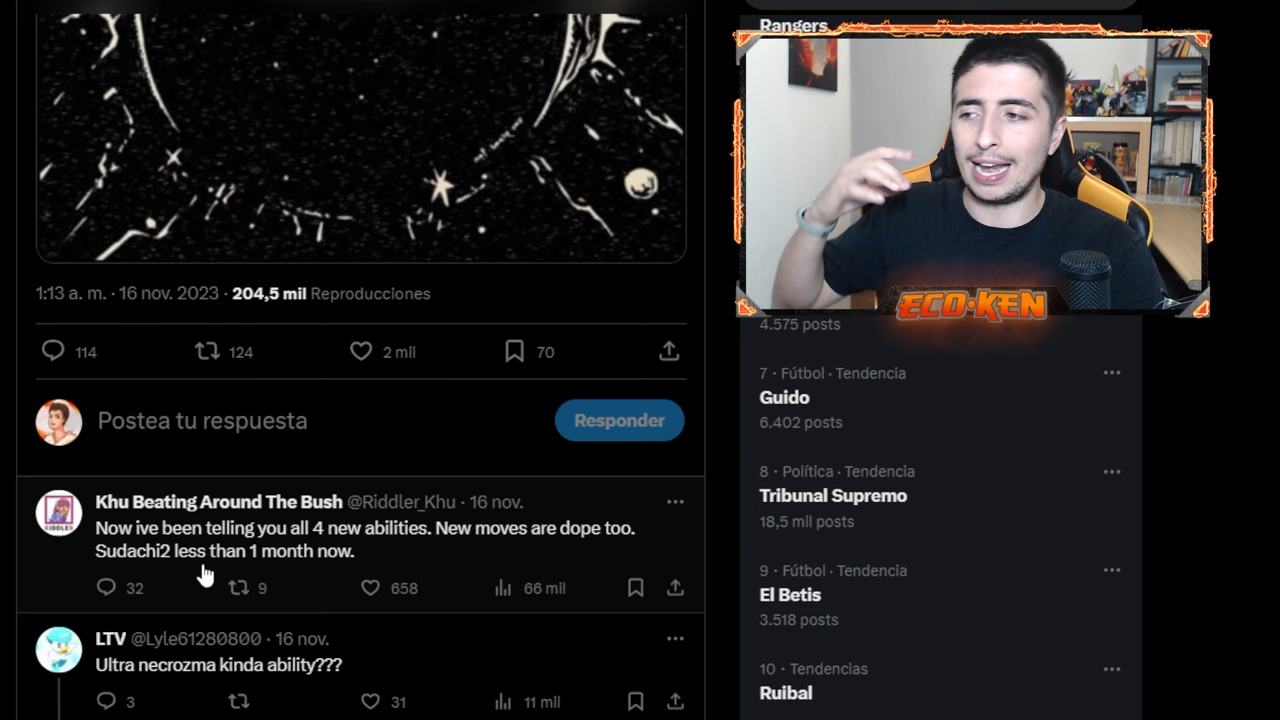 1:13 a. m. · 16 nov. 2023 · 204,5 mil Reproducciones
114
124
2 mil
70
Postea tu respuesta
Responder
Khu Beating Around The Bush @Riddler_Khu · 16 nov.
Now ive been telling you all 4 new abilities. New moves are dope too.
Sudachi2 less than 1 month now.
32
9
658
66 mil
LTV @Lyle61280800 · 16 nov.
Ultra necrozma kinda ability???
3
31
11 mil
Rangers
ECO·KEN
4.575 posts
7 · Fútbol · Tendencia
Guido
6.402 posts
8 · Política · Tendencia
Tribunal Supremo
18,5 mil posts
9 · Fútbol · Tendencia
El Betis
3.518 posts
10 · Tendencias
Ruibal